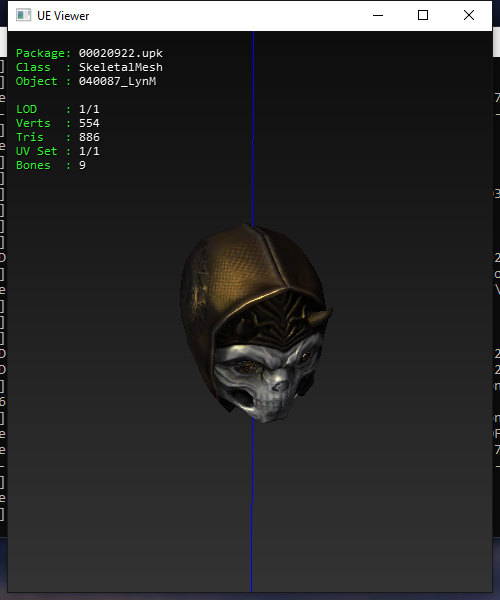 UE Viewer
Package: 00020922.upk
Class  : SkeletalMesh
Object : 040087_LynM
LOD    : 1/1
Verts  : 554
Tris   : 886
UV Set : 1/1
Bones  : 9